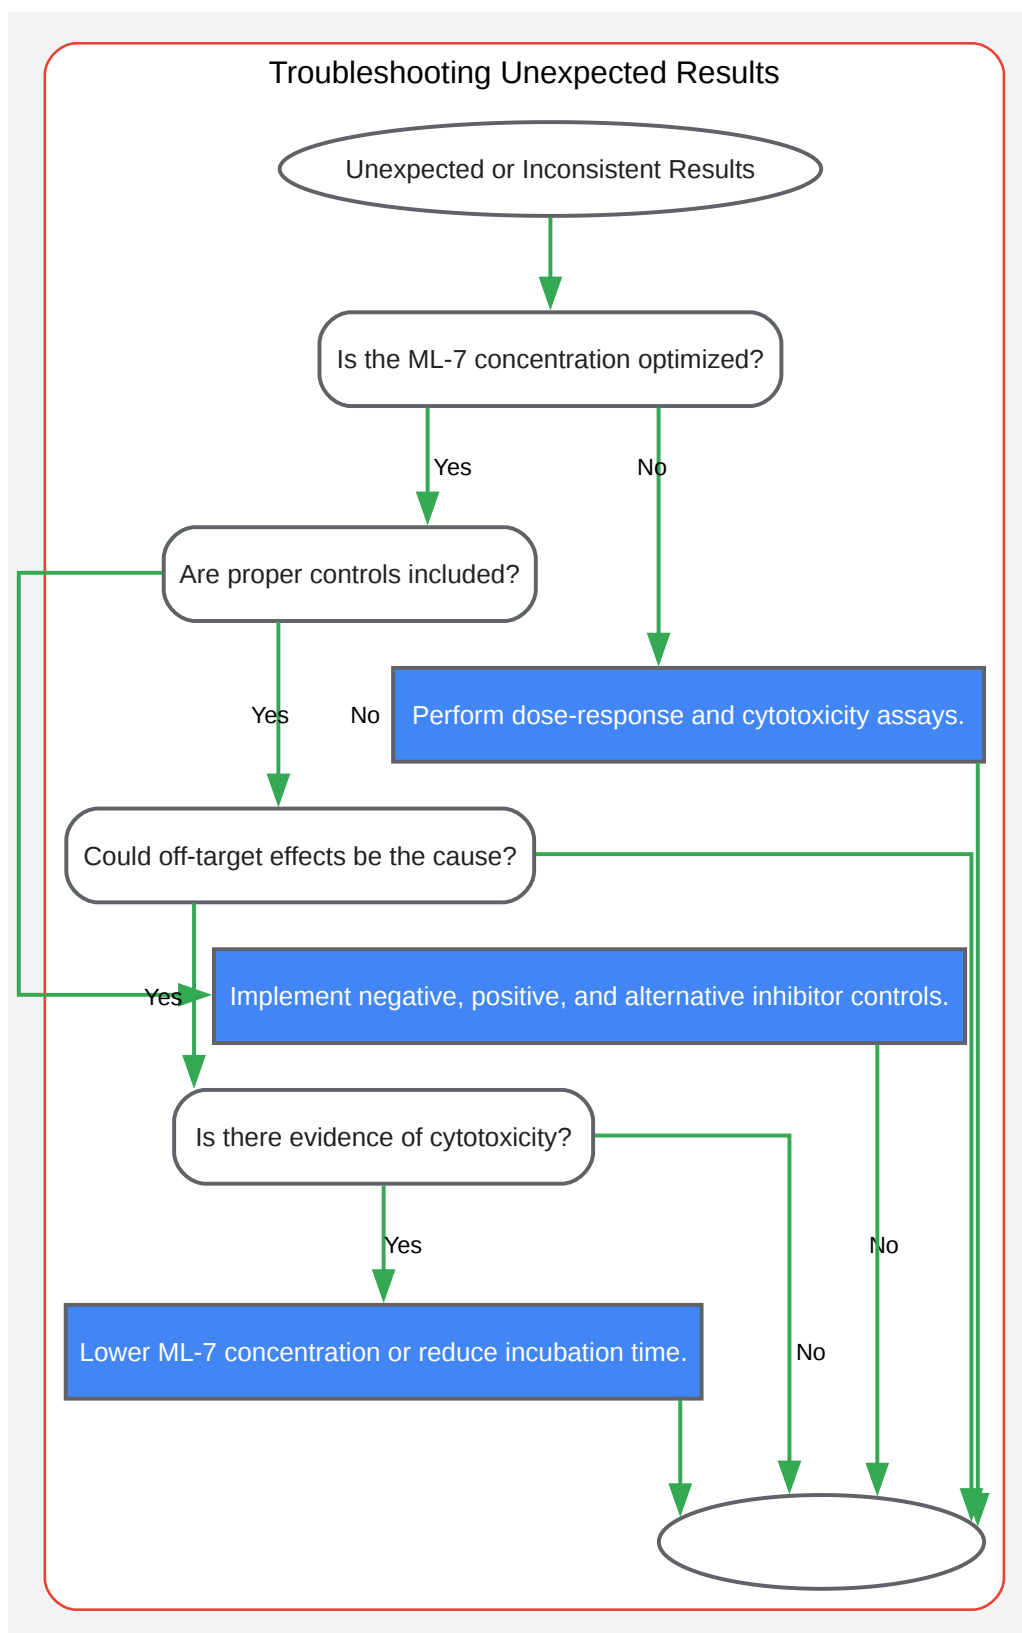 Troubleshooting Unexpected Results
Unexpected or Inconsistent Results
Is the ML-7 concentration optimized?
Yes
No
Are proper controls included?
Yes
No
Perform dose-response and cytotoxicity assays.
Could off-target effects be the cause?
Yes
Implement negative, positive, and alternative inhibitor controls.
Is there evidence of cytotoxicity?
Yes
No
Lower ML-7 concentration or reduce incubation time.
No